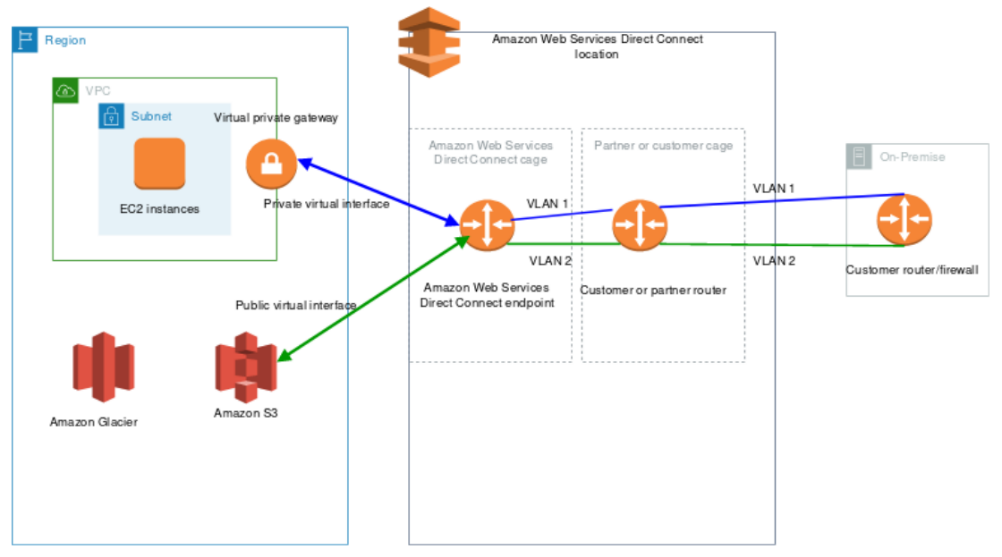 Region
VPC
Subnet
Virtual private gateway
EC2 instances
Private virtual interface
Public virtual interface
Amazon Glacier
Amazon S3
Amazon Web Services Direct Connect
location
Amazon Web Services
Direct Connect cage
Partner or customer cage
VLAN 1
VLAN 2
Amazon Web Services
Direct Connect endpoint
Customer or partner router
VLAN 1
VLAN 2
On-Premise
Customer router/firewall